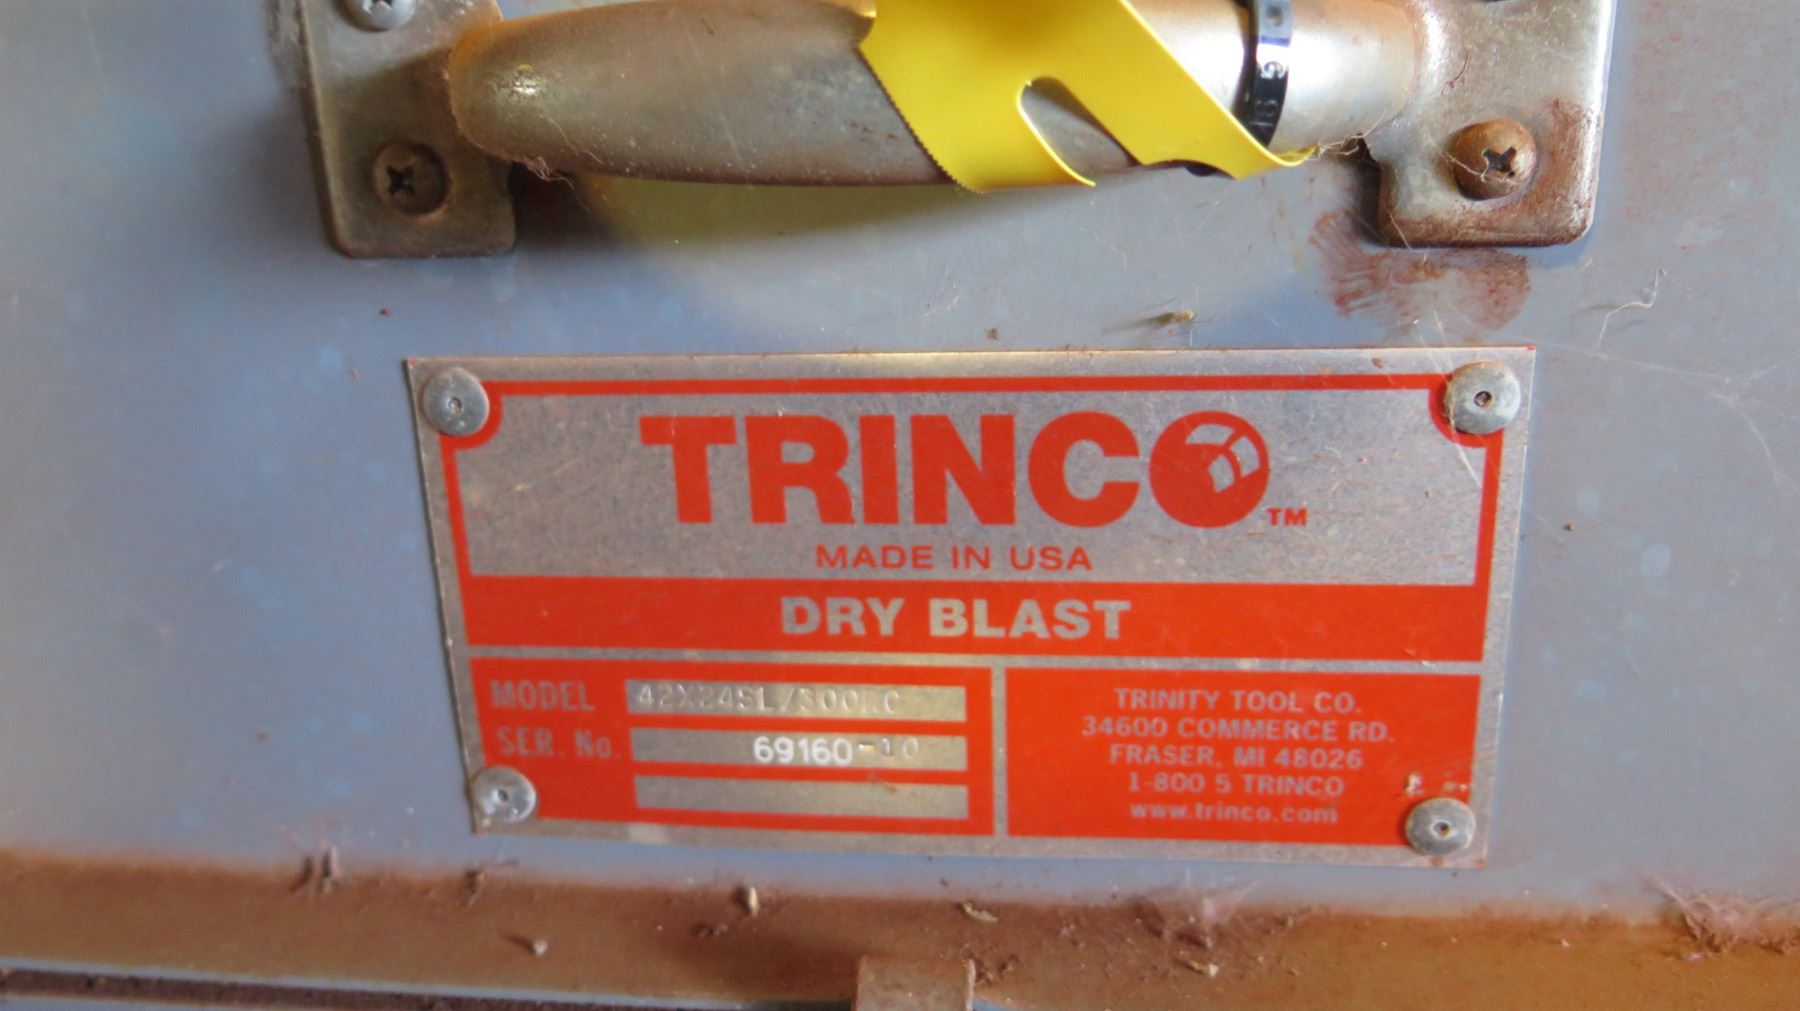 TRINCO TM
MADE IN USA
DRY BLAST
MODEL
SER. No. 69160-10
TRINITY TOOL CO.
34600 COMMERCE RD.
FRASER, MI 48026
1-800 5 TRINCO
www.trinco.com